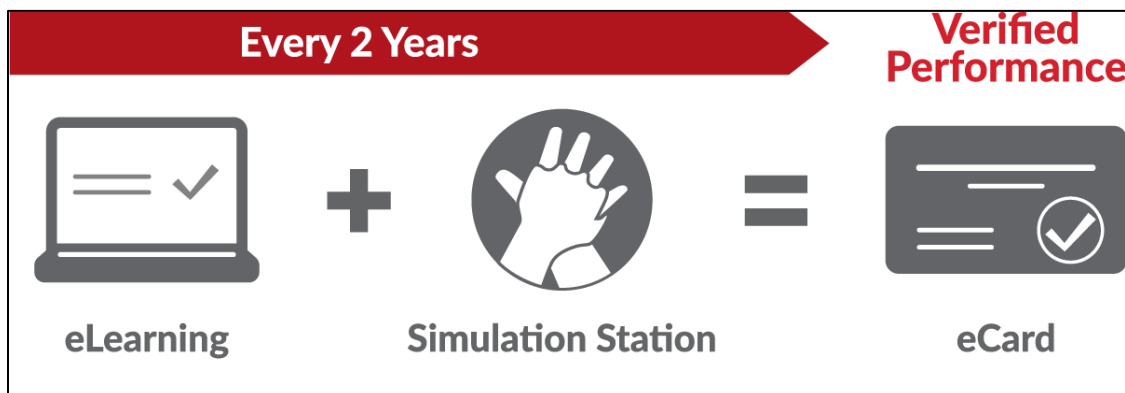 Every 2 Years
Verified
Performance
eLearning
Simulation Station
eCard